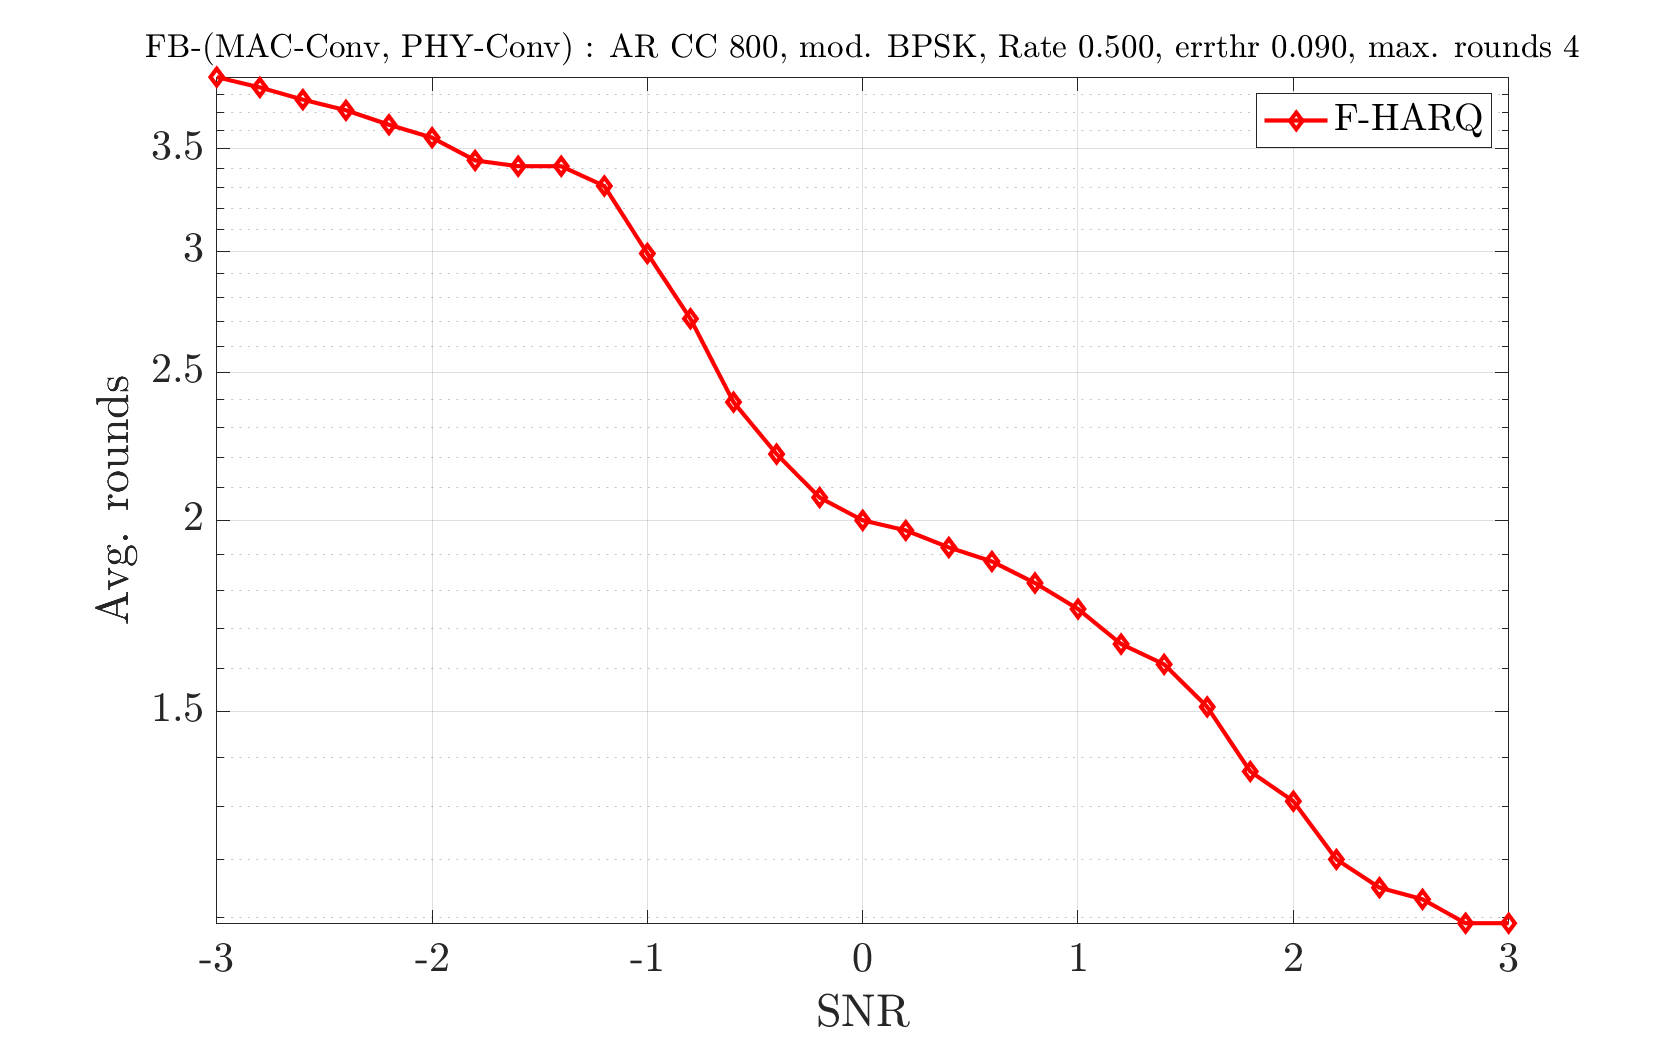 FB-(MAC-Conv, PHY-Conv) : AR CC 800, mod. BPSK, Rate 0.500, errthr 0.090, max. rounds 4
F-HARQ
3.5
3
2.5
2
1.5
Avg. rounds
-3 -2 -1 0 1 2 3
SNR